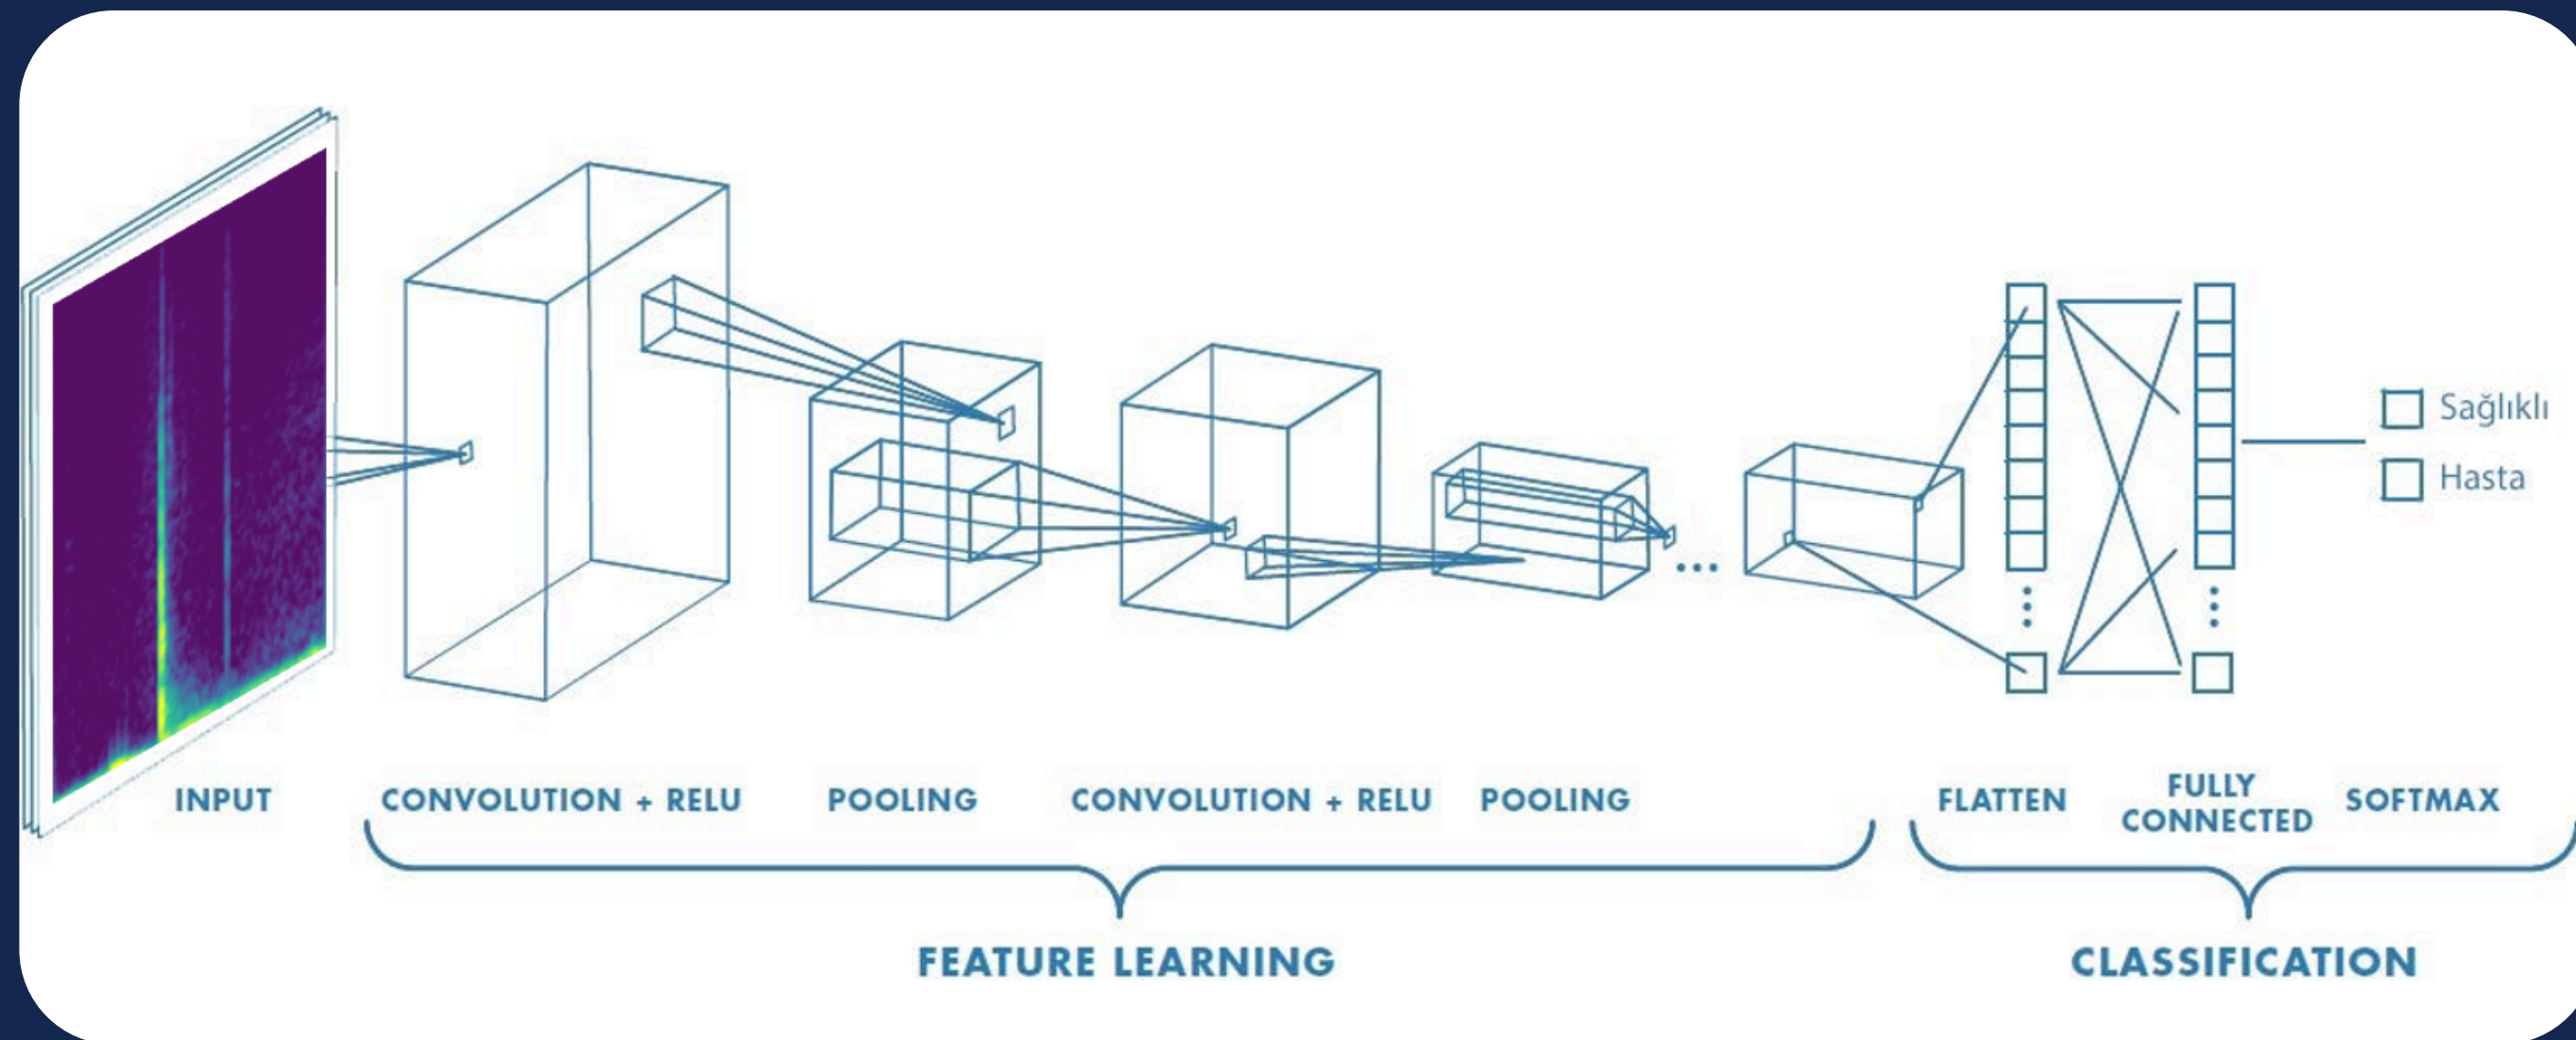 Sağlıklı
Hasta
INPUT
CONVOLUTION + RELU
POOLING
CONVOLUTION + RELU
POOLING
FLATTEN
FULLY
CONNECTED
SOFTMAX
FEATURE LEARNING
CLASSIFICATION